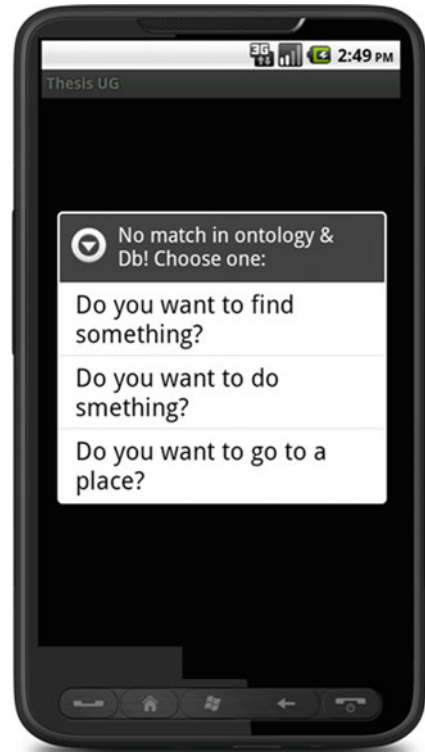 3G
2:49 PM
Thesis UG
No match in ontology &
Db! Choose one:
Do you want to find
something?
Do you want to do
smething?
Do you want to go to a
place?